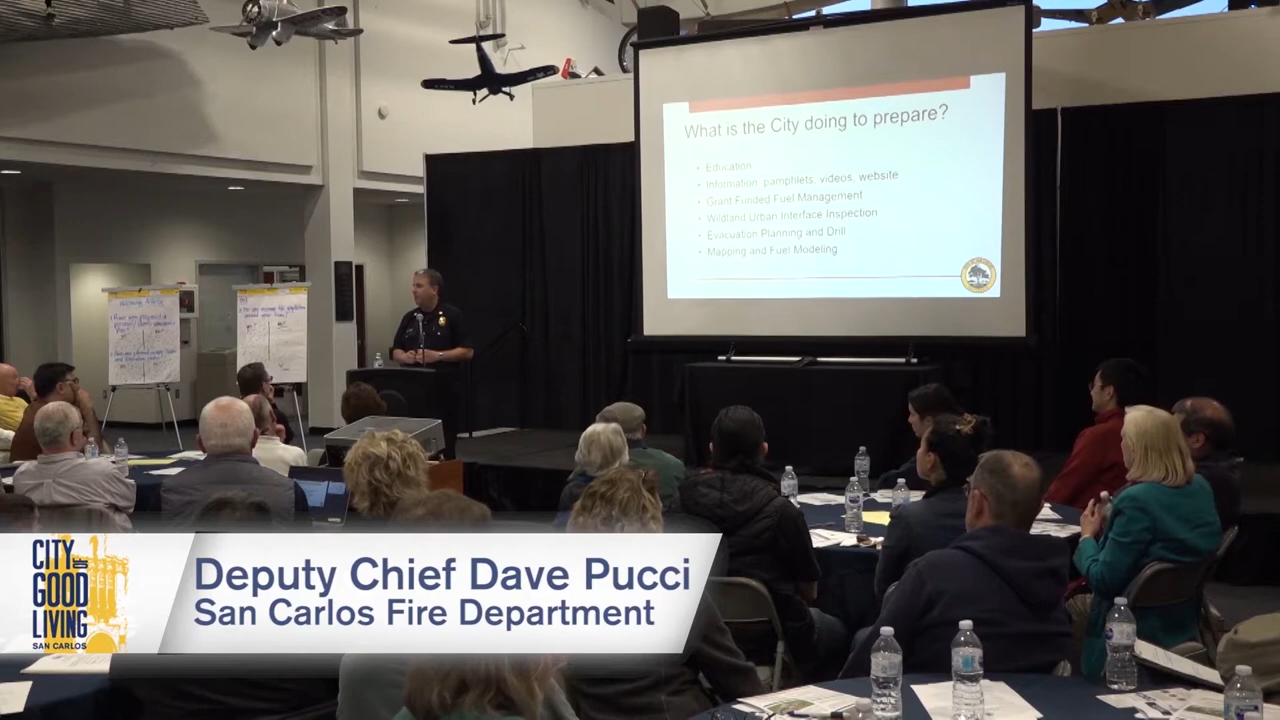 What is the City doing to prepare?
• Education
• Information, pamphlets, videos, website
• Grant Funded Fuel Management
• Wildland Urban Interface Inspection
• Evacuation Planning and Drill
• Mapping and Fuel Modeling
CITY OF
GOOD
LIVING
SAN CARLOS
Deputy Chief Dave Pucci
San Carlos Fire Department